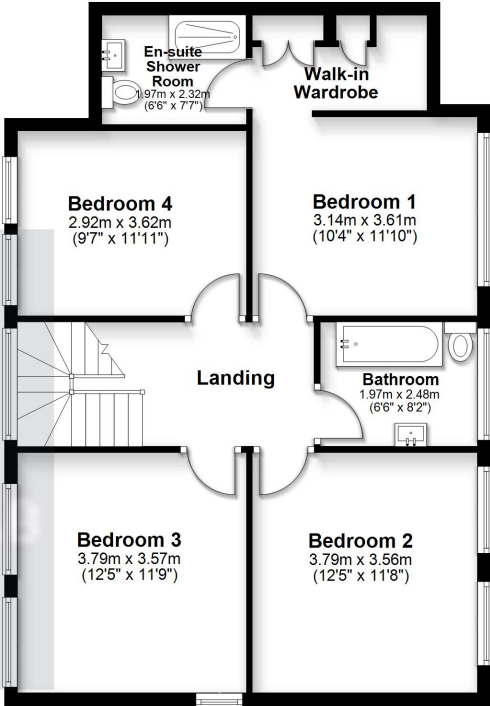 En-suite
Shower
Room
1.97m x 2.32m
(6'6" x 7'7")
Walk-in
Wardrobe
Bedroom 4
2.92m x 3.62m
(9'7" x 11'11")
Bedroom 1
3.14m x 3.61m
(10'4" x 11'10")
Landing
Bathroom
1.97m x 2.48m
(6'6" x 8'2")
Bedroom 3
3.79m x 3.57m
(12'5" x 11'9")
Bedroom 2
3.79m x 3.56m
(12'5" x 11'8")